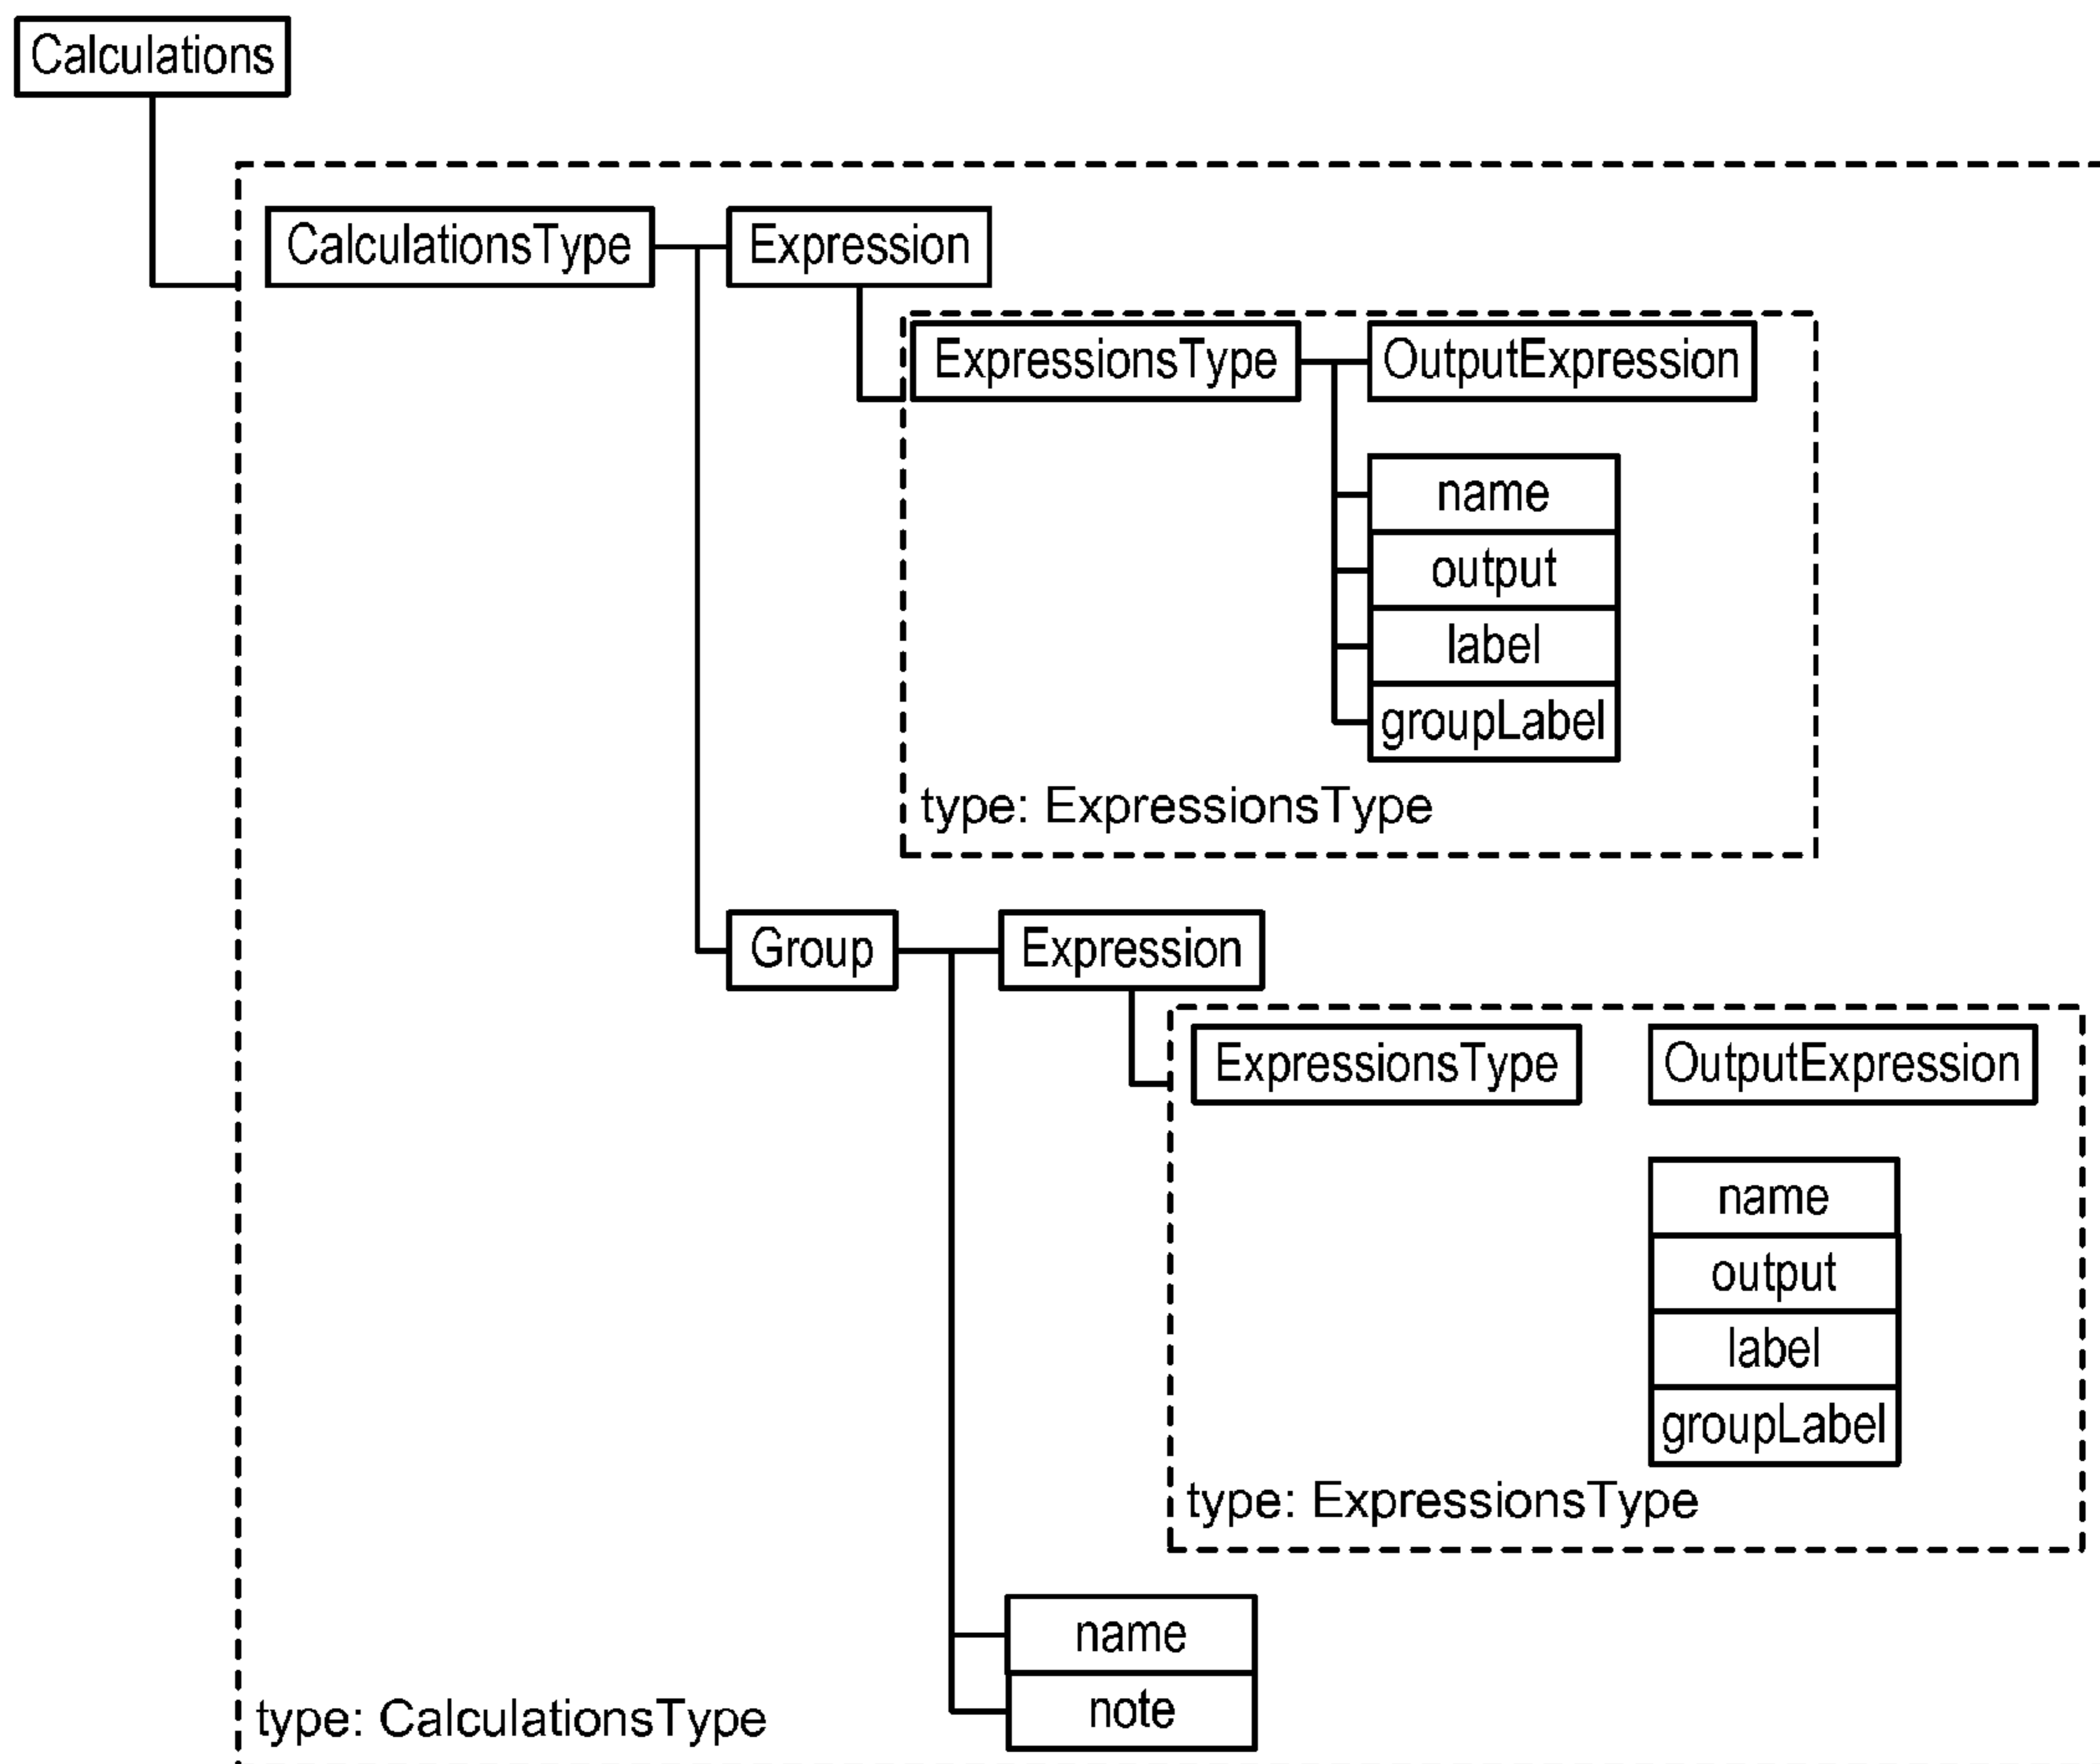 Calculations
CalculationsType
Expression
ExpressionsType
OutputExpression
name
output
label
groupLabel
type: ExpressionsType
Group
Expression
ExpressionsType
OutputExpression
name
output
label
groupLabel
type: ExpressionsType
name
note
type: CalculationsType